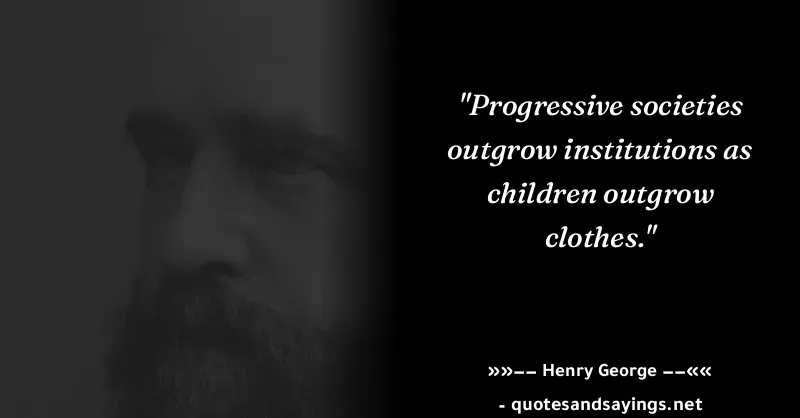 "Progressive societies
outgrow institutions as
children outgrow
clothes."
»»−− Henry George −−««
- quotesandsayings.net